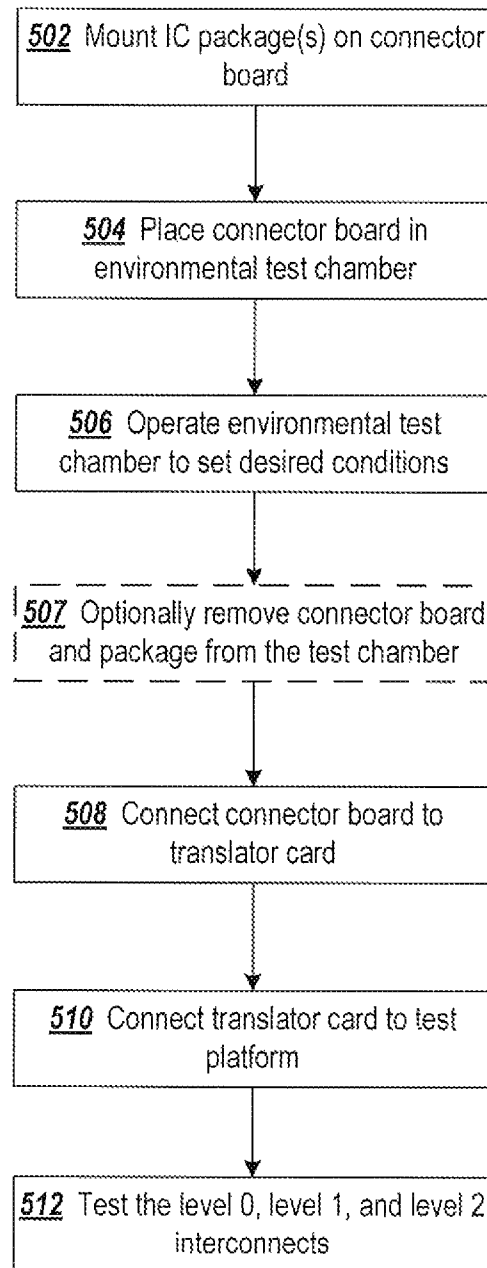 502 Mount IC package(s) on connector
board
504 Place connector board in
environmental test chamber
506 Operate environmental test
chamber to set desired conditions
507 Optionally remove connector board
and package from the test chamber
508 Connect connector board to
translator card
510 Connect translator card to test
platform
512 Test the level 0, level 1, and level 2
interconnects